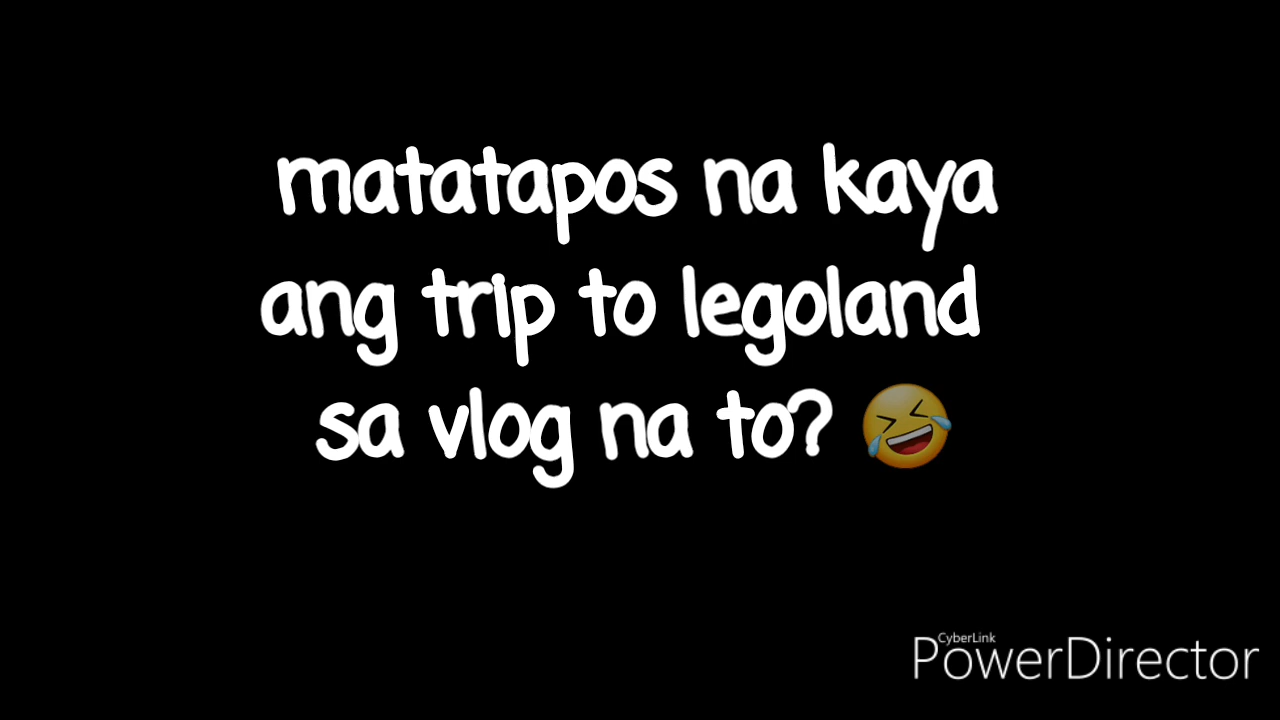 matatapos na kaya
ang trip to legoland
sa vlog na to? 🤣
CyberLink
PowerDirector